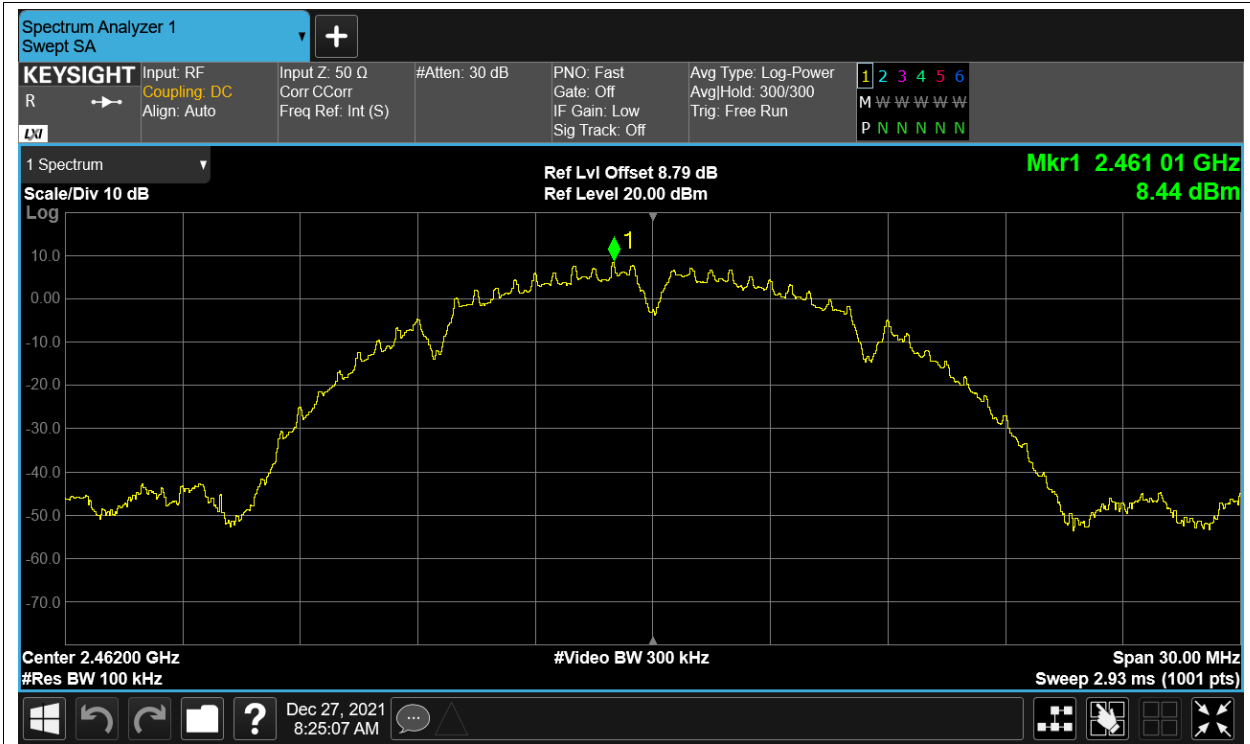 Spectrum Analyzer 1
Swept SA
KEYSIGHT
R
LXI
Input: RF
Coupling: DC
Align: Auto
Input Z: 50 Ω
Corr CCorr
Freq Ref: Int (S)
#Atten: 30 dB
PNO: Fast
Gate: Off
IF Gain: Low
Sig Track: Off
Avg Type: Log-Power
Avg|Hold: 300/300
Trig: Free Run
1 2 3 4 5 6
M W W W W W
P N N N N N
1 Spectrum
Scale/Div 10 dB
Log
Ref Lvl Offset 8.79 dB
Ref Level 20.00 dBm
Mkr1 2.461 01 GHz
8.44 dBm
1
10.0
0.00
-10.0
-20.0
-30.0
-40.0
-50.0
-60.0
-70.0
Center 2.46200 GHz
#Res BW 100 kHz
#Video BW 300 kHz
Span 30.00 MHz
Sweep 2.93 ms (1001 pts)
?
Dec 27, 2021
8:25:07 AM